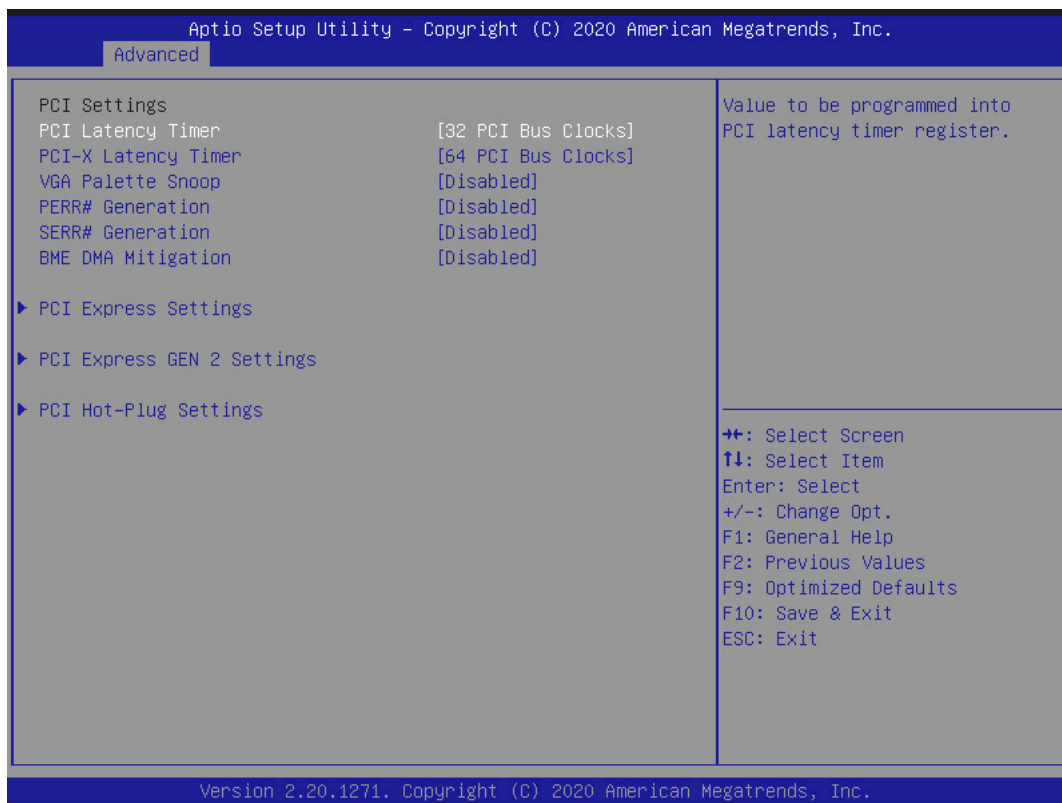 Aptio Setup Utility – Copyright (C) 2020 American Megatrends, Inc.
Advanced
PCI Settings
PCI Latency Timer [32 PCI Bus Clocks]
PCI-X Latency Timer [64 PCI Bus Clocks]
VGA Palette Snoop [Disabled]
PERR# Generation [Disabled]
SERR# Generation [Disabled]
BME DMA Mitigation [Disabled]
▶ PCI Express Settings
▶ PCI Express GEN 2 Settings
▶ PCI Hot-Plug Settings
Value to be programmed into
PCI latency timer register.
→←: Select Screen
↑↓: Select Item
Enter: Select
+/-: Change Opt.
F1: General Help
F2: Previous Values
F9: Optimized Defaults
F10: Save & Exit
ESC: Exit
Version 2.20.1271. Copyright (C) 2020 American Megatrends, Inc.